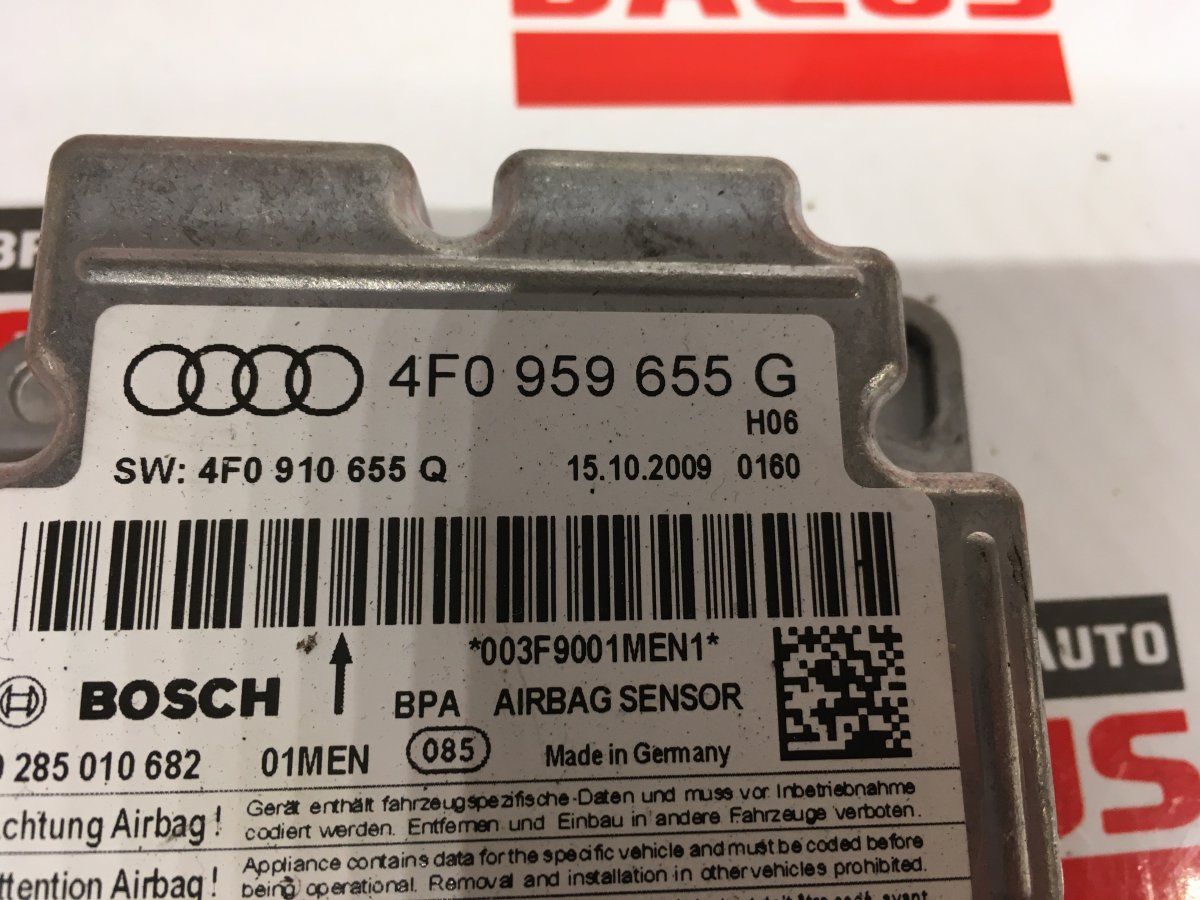 4F0 959 655 G
H06
SW: 4F0 910 655 Q 15.10.2009 0160
*003F9001MEN1*
BOSCH BPA AIRBAG SENSOR
285 010 682 01MEN 085 Made in Germany
Airbag! Gerät enthält fahrzeugspezifische-Daten und muss vor Inbetriebnahme
codiert werden. Entfernen und Einbau in andere Fahrzeuge verboten.
Airbag! Appliance contains data for the specific vehicle and must be coded before
being operational. Removal and installation in other vehicles prohibited.
AUTO